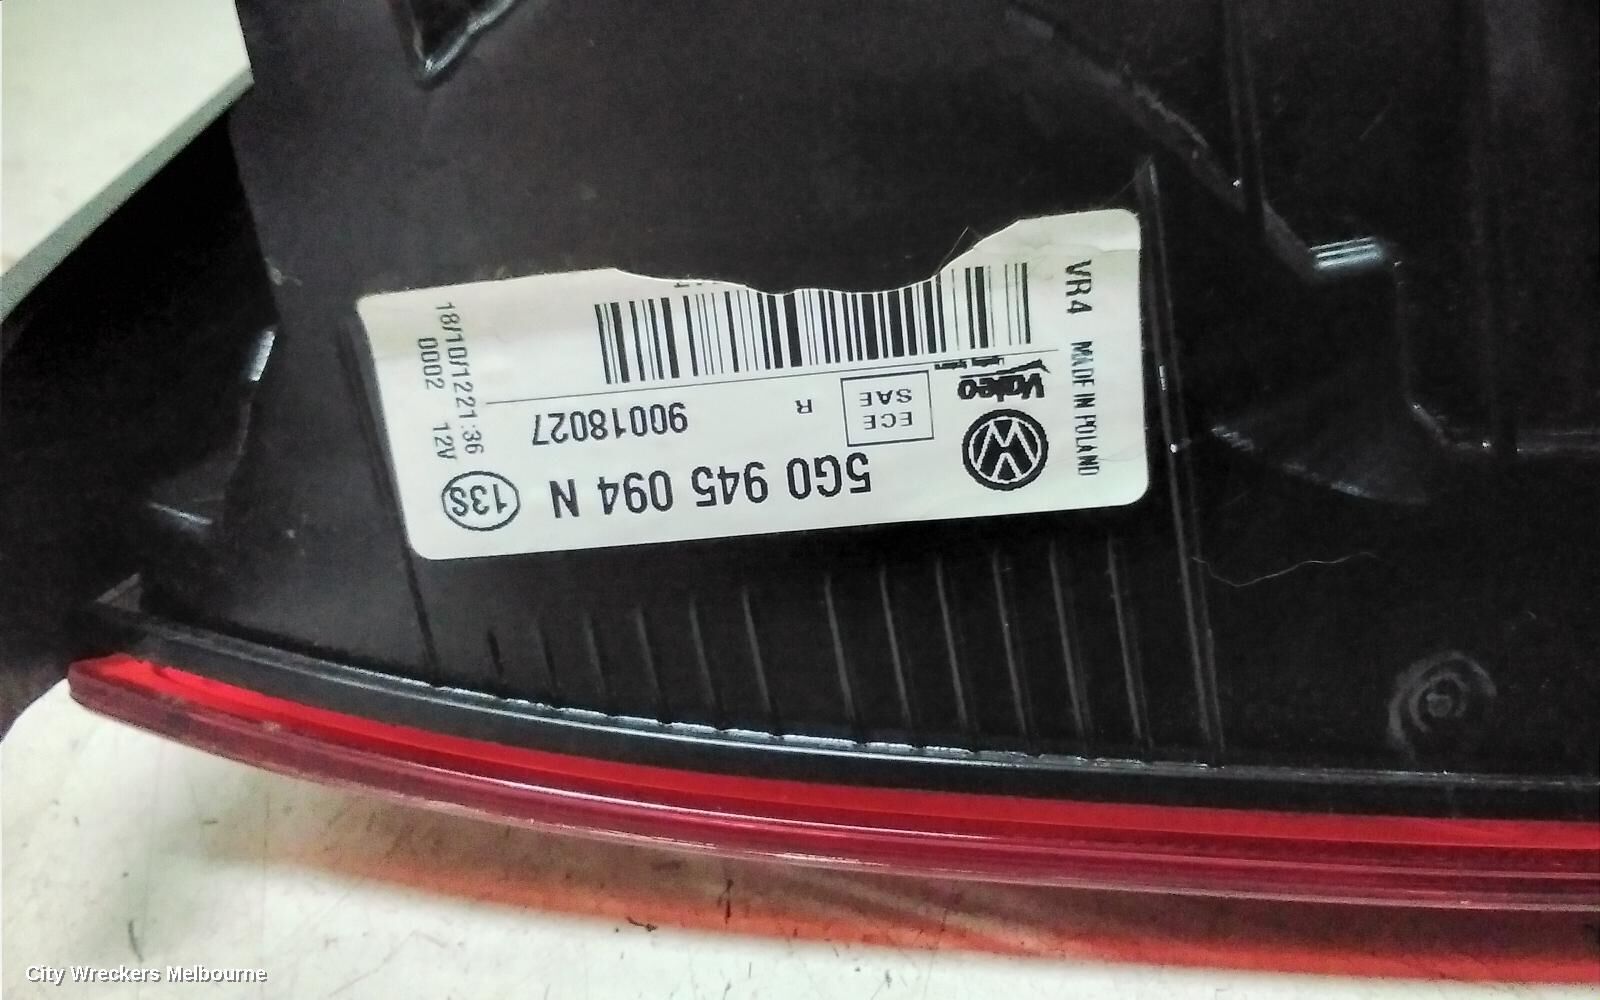 5G0 945 094 N
13S
90018027
R
ECE
SAE
Valeo
18/10/12 21:36
0002 12V
VR4 MADE IN POLAND
City Wreckers Melbourne